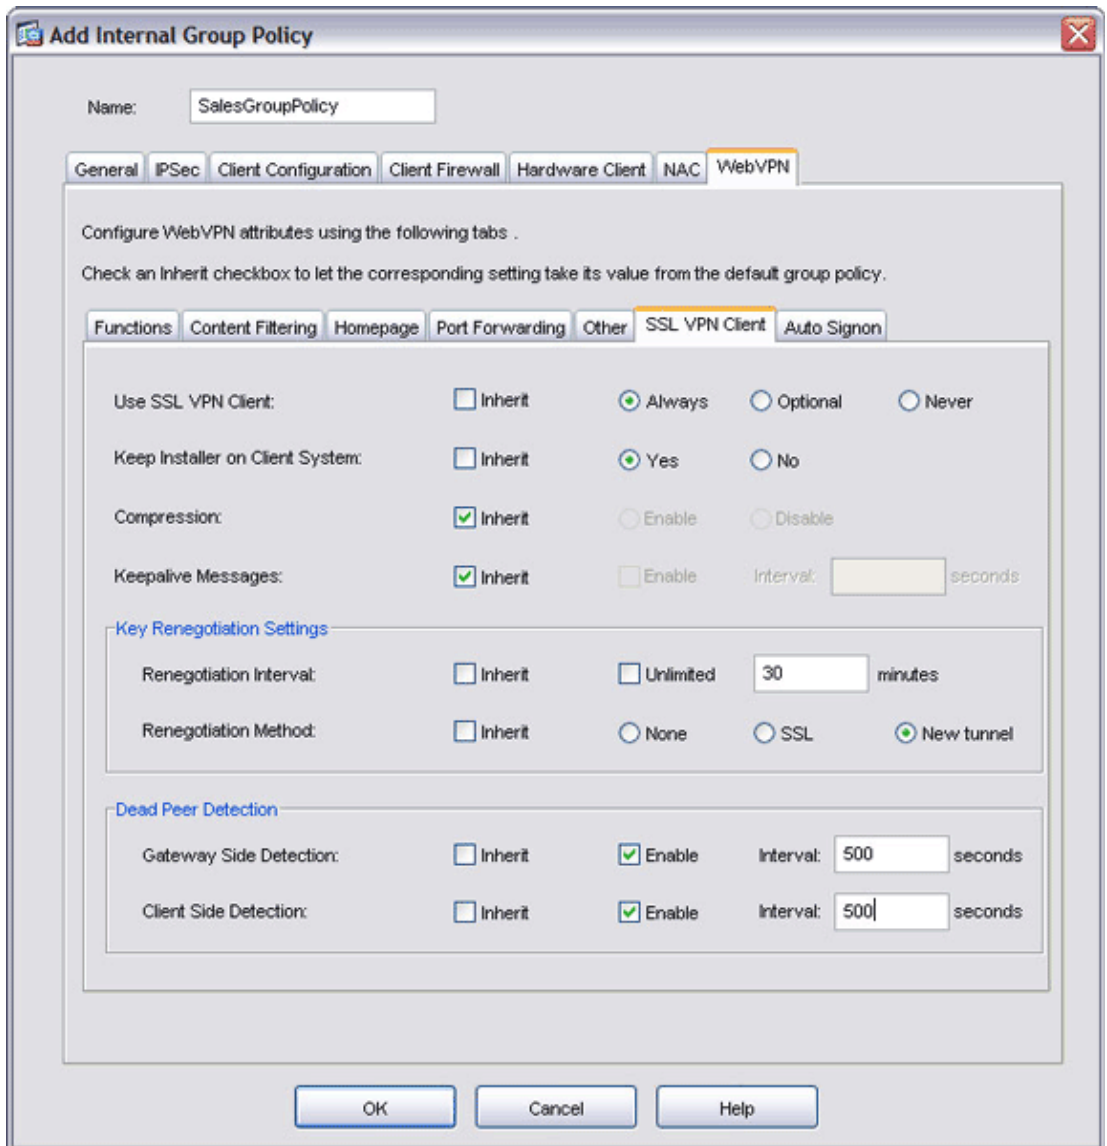 Add Internal Group Policy
Name: SalesGroupPolicy
General IPSec Client Configuration Client Firewall Hardware Client NAC WebVPN
Configure WebVPN attributes using the following tabs .
Check an Inherit checkbox to let the corresponding setting take its value from the default group policy.
Functions Content Filtering Homepage Port Forwarding Other SSL VPN Client Auto Signon
Use SSL VPN Client: Inherit Always Optional Never
Keep Installer on Client System: Inherit Yes No
Compression: Inherit Enable Disable
Keepalive Messages: Inherit Enable Interval: seconds
Key Renegotiation Settings
Renegotiation Interval: Inherit Unlimited 30 minutes
Renegotiation Method: Inherit None SSL New tunnel
Dead Peer Detection
Gateway Side Detection: Inherit Enable Interval: 500 seconds
Client Side Detection: Inherit Enable Interval: 500 seconds
OK Cancel Help